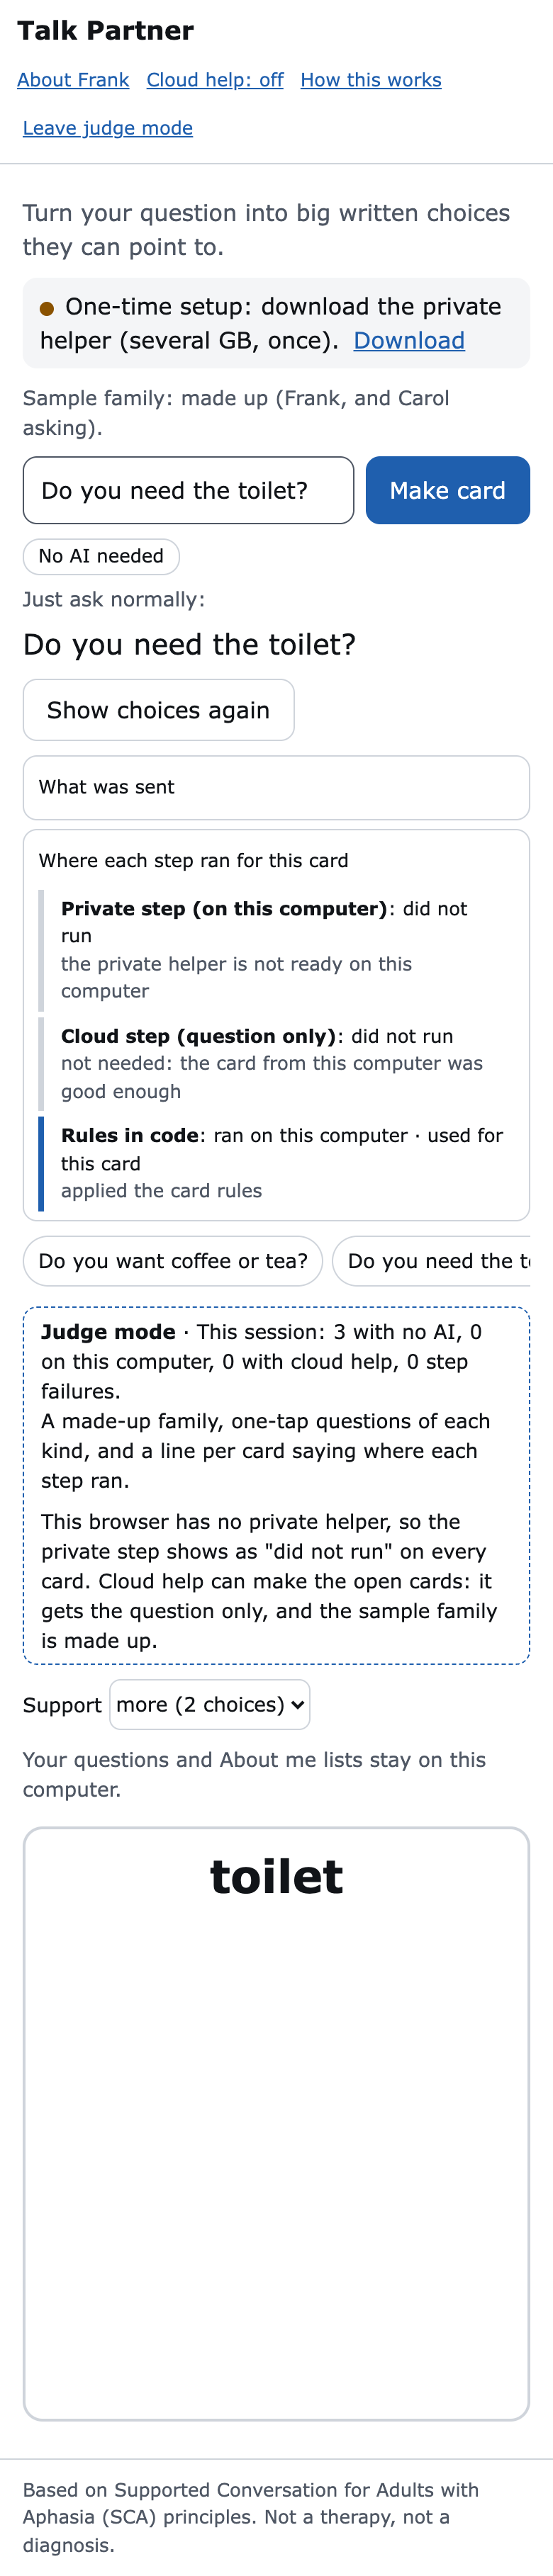 Talk Partner
About Frank Cloud help: off How this works
Leave judge mode
Turn your question into big written choices
they can point to.
One-time setup: download the private
helper (several GB, once). Download
Sample family: made up (Frank, and Carol
asking).
Do you need the toilet? Make card
No AI needed
Just ask normally:
Do you need the toilet?
Show choices again
What was sent
Where each step ran for this card
Private step (on this computer): did not
run
the private helper is not ready on this
computer
Cloud step (question only): did not run
not needed: the card from this computer was
good enough
Rules in code: ran on this computer · used for
this card
applied the card rules
Do you want coffee or tea? Do you need the
Judge mode · This session: 3 with no AI, 0
on this computer, 0 with cloud help, 0 step
failures.
A made-up family, one-tap questions of each
kind, and a line per card saying where each
step ran.
This browser has no private helper, so the
private step shows as "did not run" on every
card. Cloud help can make the open cards: it
gets the question only, and the sample family
is made up.
Support more (2 choices)
Your questions and About me lists stay on this
computer.
toilet
Based on Supported Conversation for Adults with
Aphasia (SCA) principles. Not a therapy, not a
diagnosis.